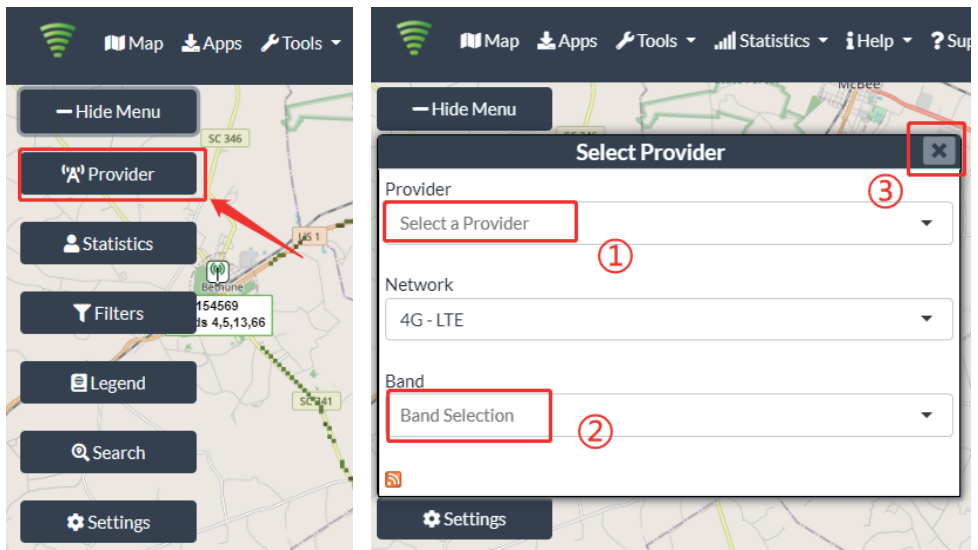 Map Apps Tools
Hide Menu
SC 346
Provider
Statistics
US 1
Bethune
154569
ds 4,5,13,66
Filters
Legend
SC 341
Search
Settings
Map Apps Tools Statistics Help ? Sup
McBee
Hide Menu
Select Provider
Provider
③
Select a Provider
①
Network
4G - LTE
Band
Band Selection
②
Settings